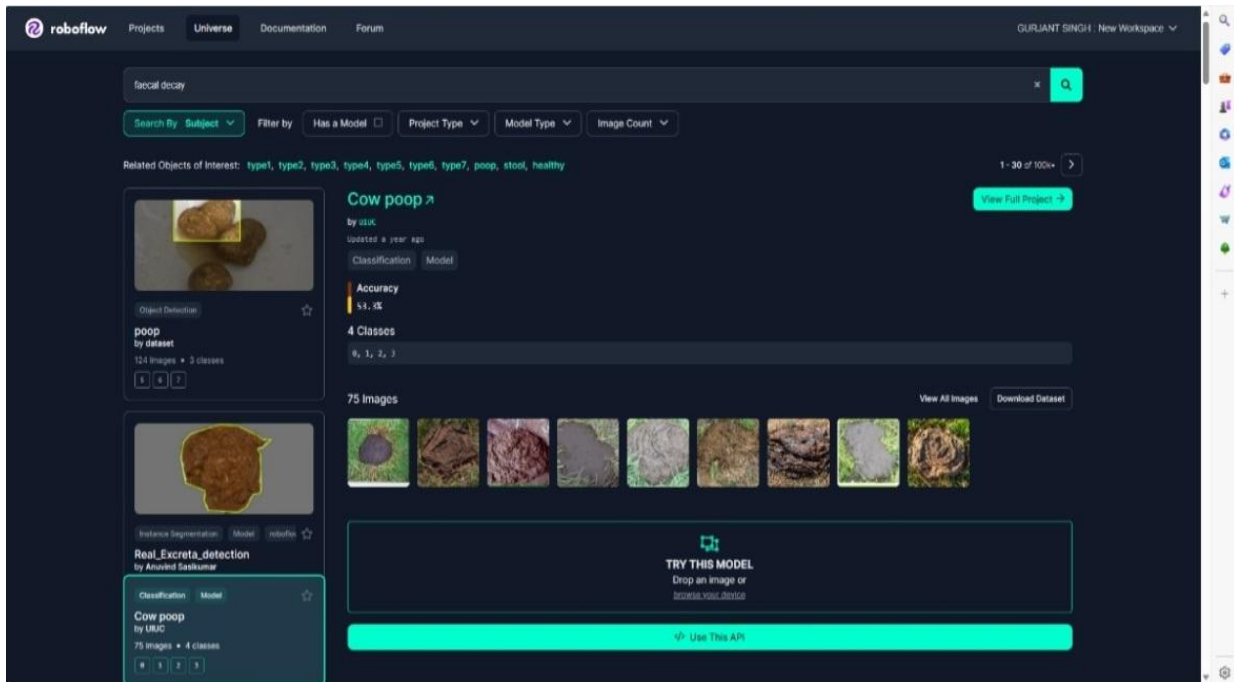 roboflow Projects Universe Documentation Forum GURJANT SINGH : New Workspace
faecal decay ×
Search By Subject Filter by Has a Model Project Type Model Type Image Count
Related Objects of Interest: type1, type2, type3, type4, type5, type6, type7, poop, stool, healthy 1 - 30 of 100k+
Object Detection
poop
by dataset
124 images • 3 classes
5 6 7
Instance Segmentation Model roboflow
Real_Excreta_detection
by Anuvind Sasikumar
Classification Model
Cow poop
by UIUC
75 images • 4 classes
0 1 2 3
Cow poop
View Full Project →
by UIUC
Updated a year ago
Classification Model
Accuracy
53.3%
4 Classes
0, 1, 2, 3
75 Images View All Images Download Dataset
TRY THIS MODEL
Drop an image or
browse your device
</> Use This API